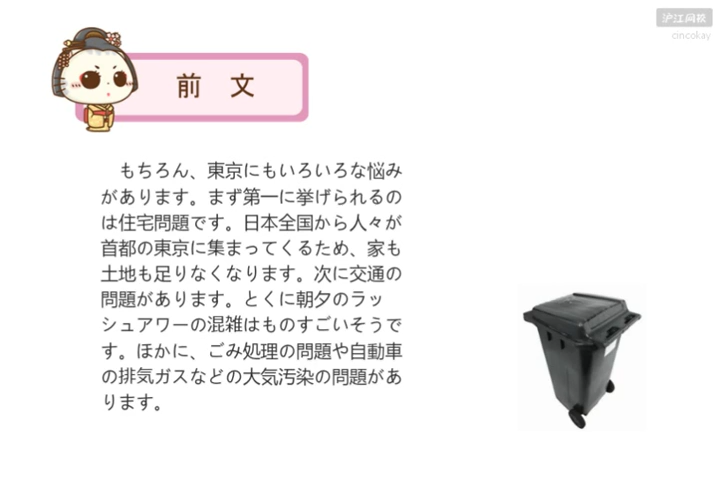 沪江网校
cincokay
前 文
もちろん、東京にもいろいろな悩み
があります。まず第一に挙げられるの
は住宅問題です。日本全国から人々が
首都の東京に集まってくるため、家も
土地も足りなくなります。次に交通の
問題があります。とくに朝夕のラッ
シュアワーの混雑はものすごいそうで
す。ほかに、ごみ処理の問題や自動車
の排気ガスなどの大気汚染の問題があ
ります。